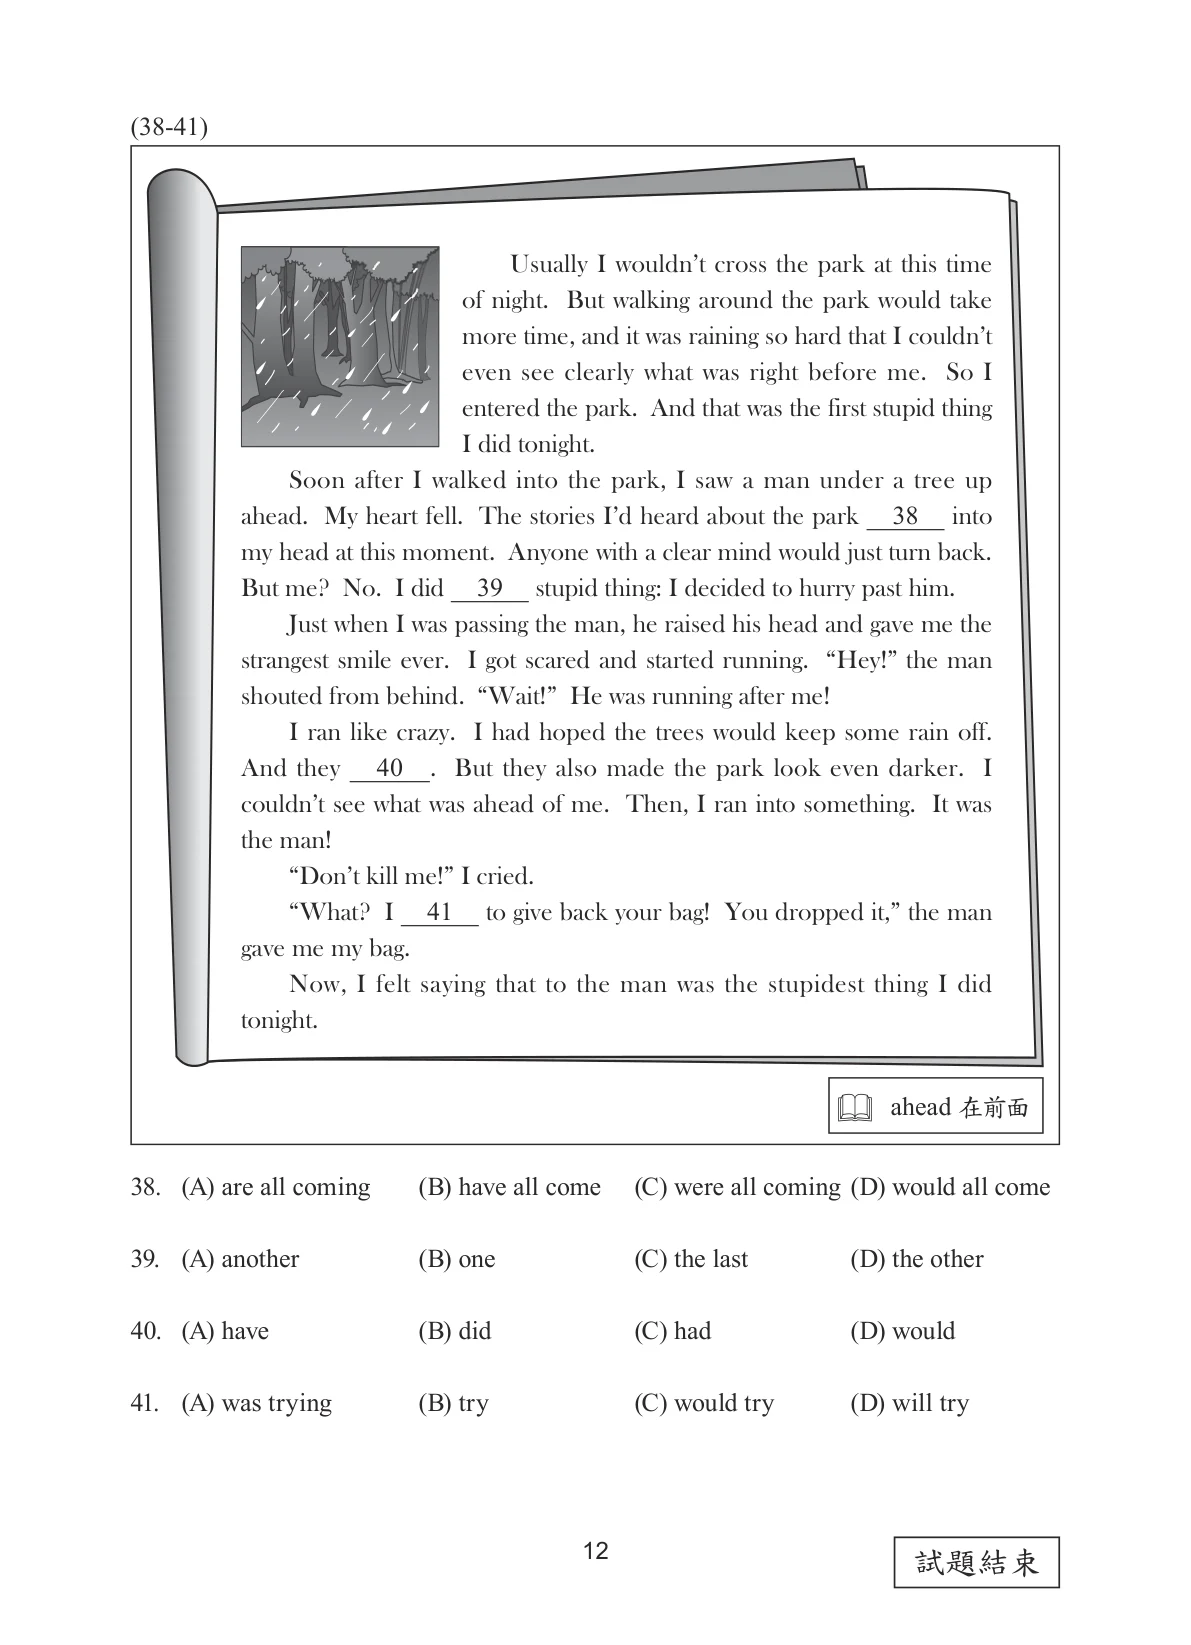 (38-41)
Usually I wouldn’t cross the park at this time
of night. But walking around the park would take
more time, and it was raining so hard that I couldn’t
even see clearly what was right before me. So I
entered the park. And that was the first stupid thing
I did tonight.
Soon after I walked into the park, I saw a man under a tree up
ahead. My heart fell. The stories I’d heard about the park 38 into
my head at this moment. Anyone with a clear mind would just turn back.
But me? No. I did 39 stupid thing: I decided to hurry past him.
Just when I was passing the man, he raised his head and gave me the
strangest smile ever. I got scared and started running. “Hey!” the man
shouted from behind. “Wait!” He was running after me!
I ran like crazy. I had hoped the trees would keep some rain off.
And they 40. But they also made the park look even darker. I
couldn’t see what was ahead of me. Then, I ran into something. It was
the man!
“Don’t kill me!” I cried.
“What? I 41 to give back your bag! You dropped it,” the man
gave me my bag.
Now, I felt saying that to the man was the stupidest thing I did
tonight.
ahead 在前面
38. (A) are all coming (B) have all come (C) were all coming (D) would all come
39. (A) another (B) one (C) the last (D) the other
40. (A) have (B) did (C) had (D) would
41. (A) was trying (B) try (C) would try (D) will try
12
試題結束